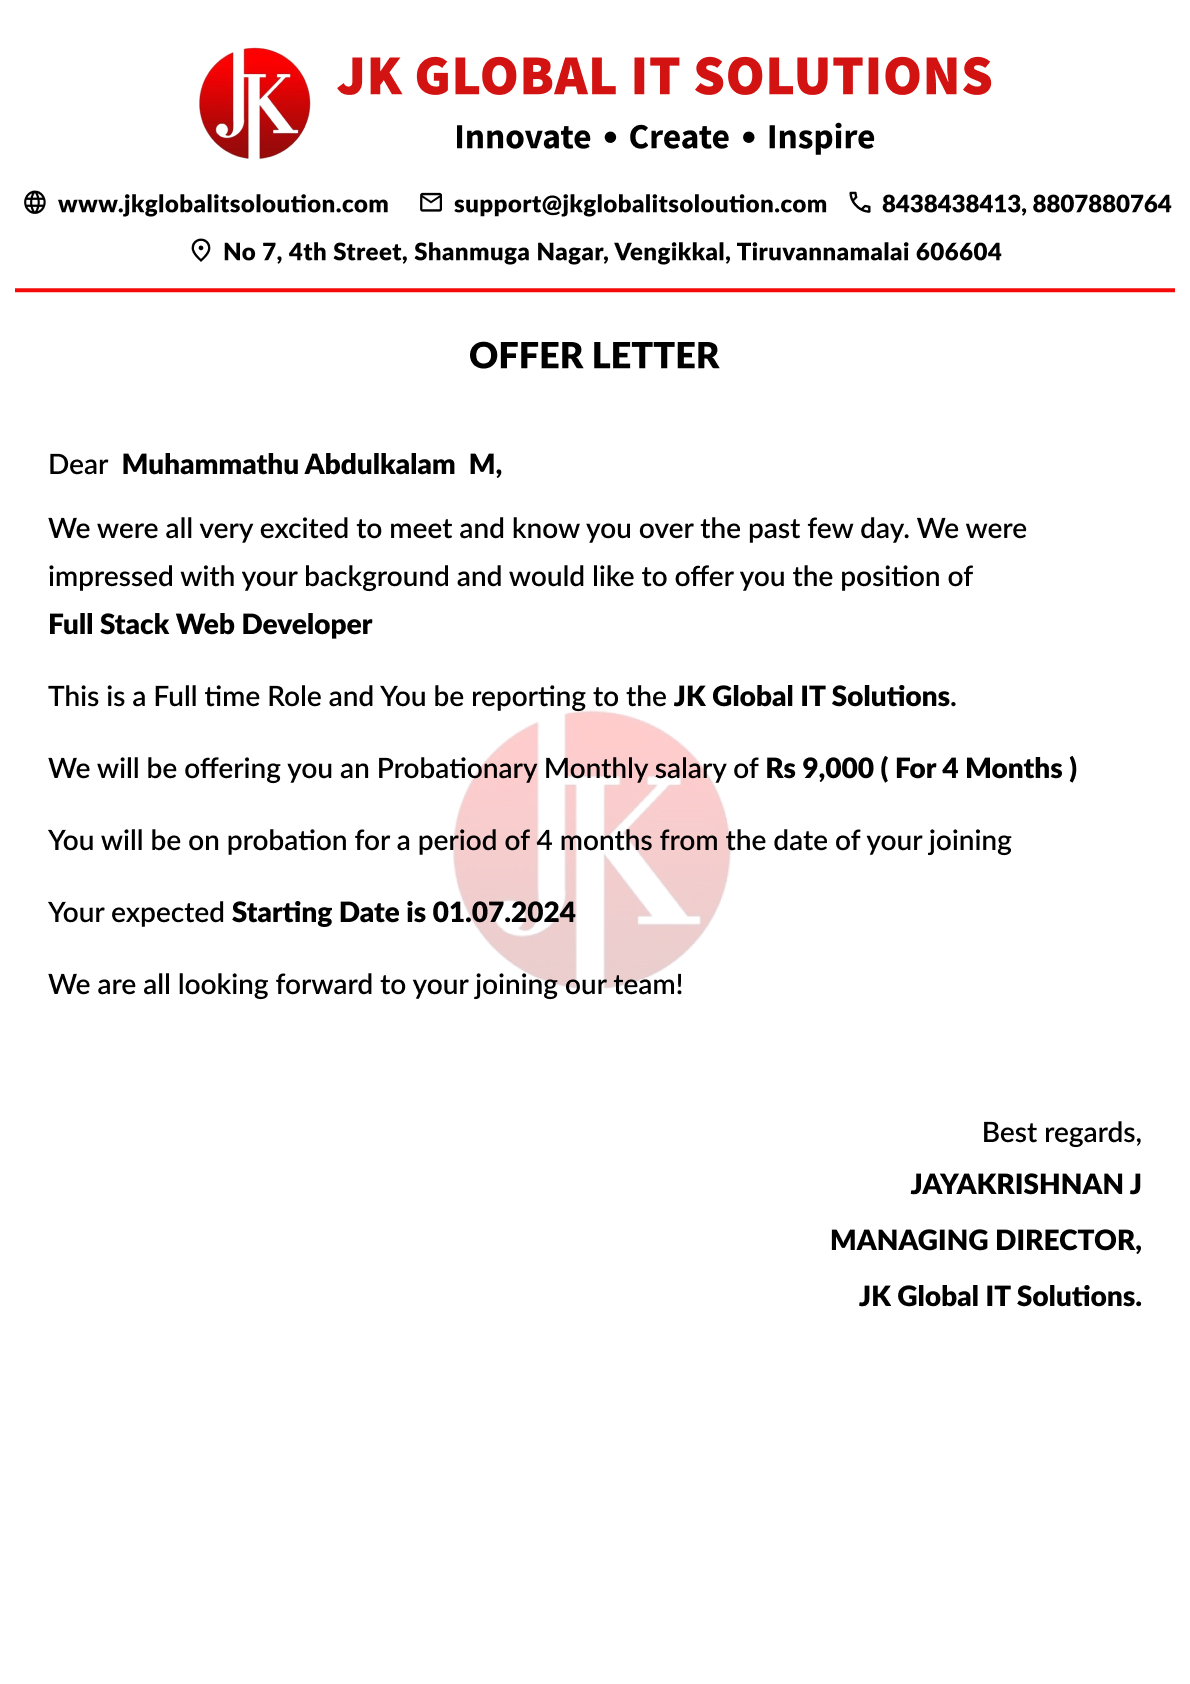 JK
JK GLOBAL IT SOLUTIONS
Innovate • Create • Inspire
www.jkglobalitsoloution.com support@jkglobalitsoloution.com 8438438413, 8807880764
No 7, 4th Street, Shanmuga Nagar, Vengikkal, Tiruvannamalai 606604
OFFER LETTER
Dear Muhammathu Abdulkalam M,
We were all very excited to meet and know you over the past few day. We were
impressed with your background and would like to offer you the position of
Full Stack Web Developer
This is a Full time Role and You be reporting to the JK Global IT Solutions.
We will be offering you an Probationary Monthly salary of Rs 9,000 ( For 4 Months )
You will be on probation for a period of 4 months from the date of your joining
Your expected Starting Date is 01.07.2024
We are all looking forward to your joining our team!
JK
Best regards,
JAYAKRISHNAN J
MANAGING DIRECTOR,
JK Global IT Solutions.